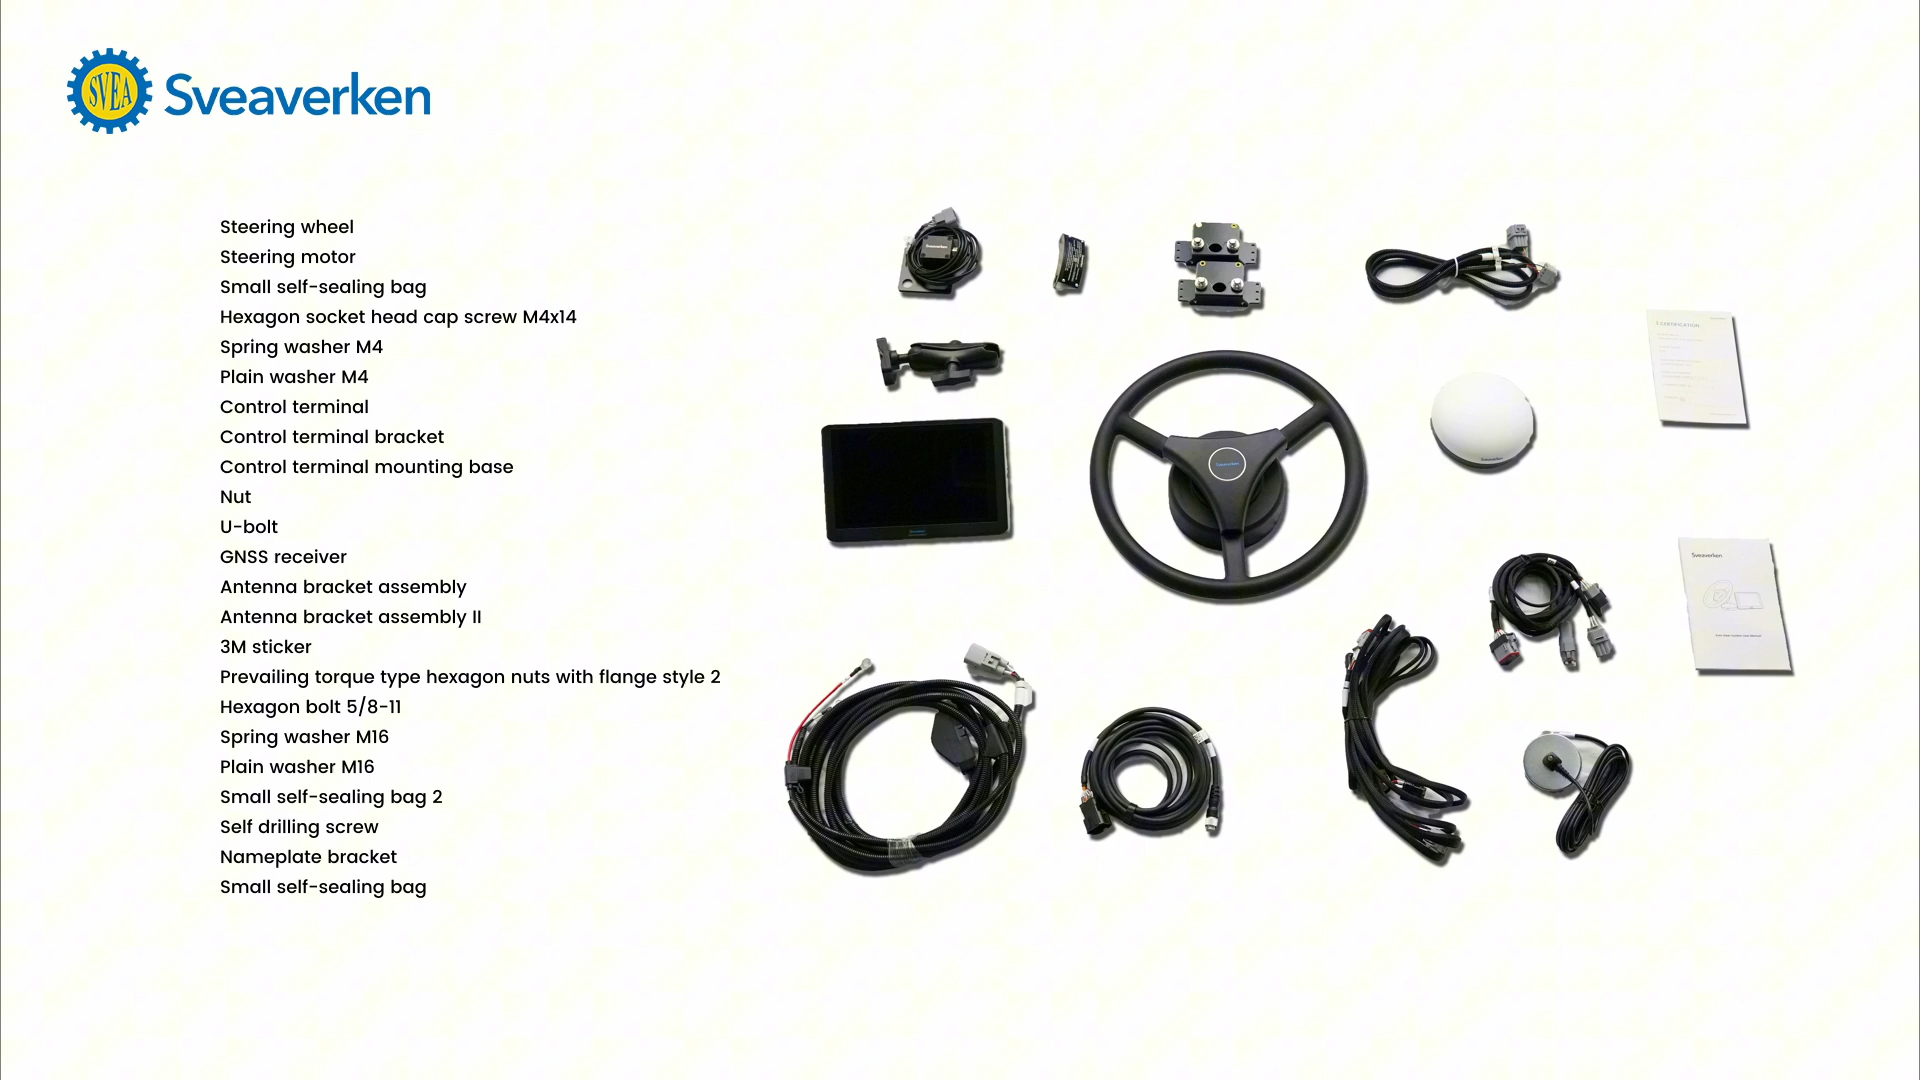 SVEA
Sveaverken
Steering wheel
Steering motor
Small self-sealing bag
Hexagon socket head cap screw M4x14
Spring washer M4
Plain washer M4
Control terminal
Control terminal bracket
Control terminal mounting base
Nut
U-bolt
GNSS receiver
Antenna bracket assembly
Antenna bracket assembly II
3M sticker
Prevailing torque type hexagon nuts with flange style 2
Hexagon bolt 5/8-11
Spring washer M16
Plain washer M16
Small self-sealing bag 2
Self drilling screw
Nameplate bracket
Small self-sealing bag
Sveaverken
CERTIFICATION
Sveaverken